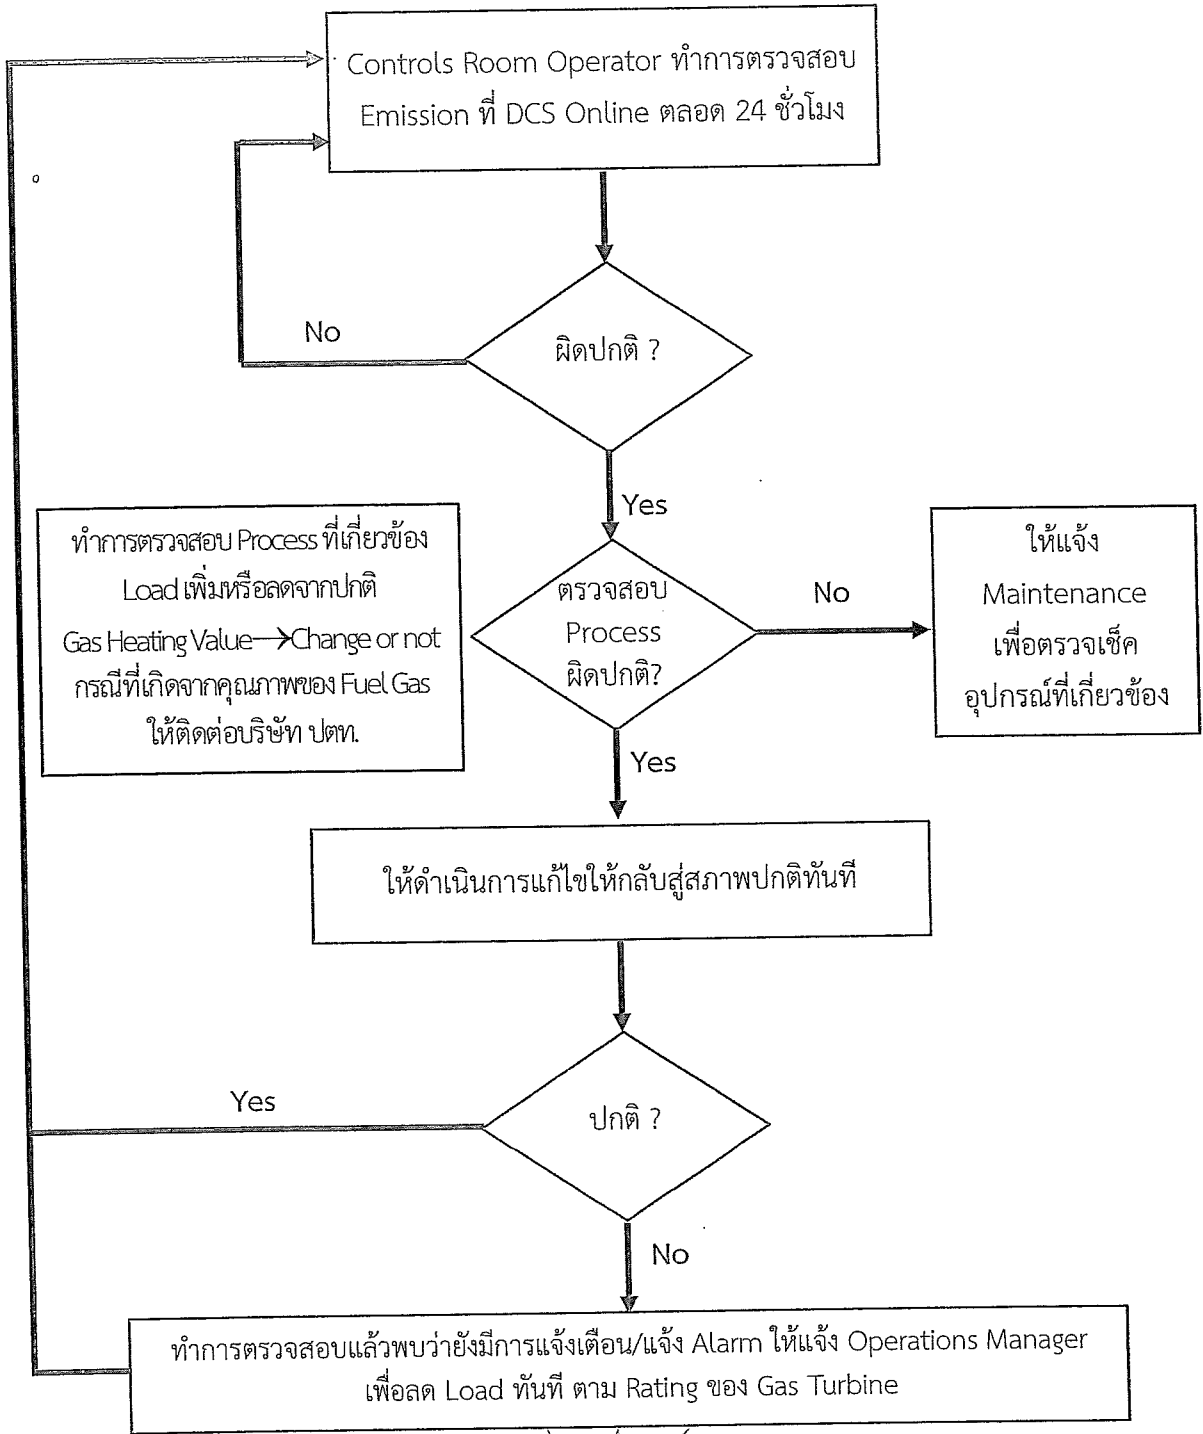 Controls Room Operator ทำการตรวจสอบ
Emission ที่ DCS Online ตลอด 24 ชั่วโมง
No
ผิดปกติ ?
Yes
ทำการตรวจสอบ Process ที่เกี่ยวข้อง
Load เพิ่มหรือลดจากปกติ
Gas Heating Value→Change or not
กรณีที่เกิดจากคุณภาพของ Fuel Gas
ให้ติดต่อบริษัท ปตท.
ตรวจสอบ
Process
ผิดปกติ?
No
ให้แจ้ง
Maintenance
เพื่อตรวจเช็ค
อุปกรณ์ที่เกี่ยวข้อง
Yes
ให้ดำเนินการแก้ไขให้กลับสู่สภาพปกติทันที
Yes
ปกติ ?
No
ทำการตรวจสอบแล้วพบว่ายังมีการแจ้งเตือน/แจ้ง Alarm ให้แจ้ง Operations Manager
เพื่อลด Load ทันที ตาม Rating ของ Gas Turbine